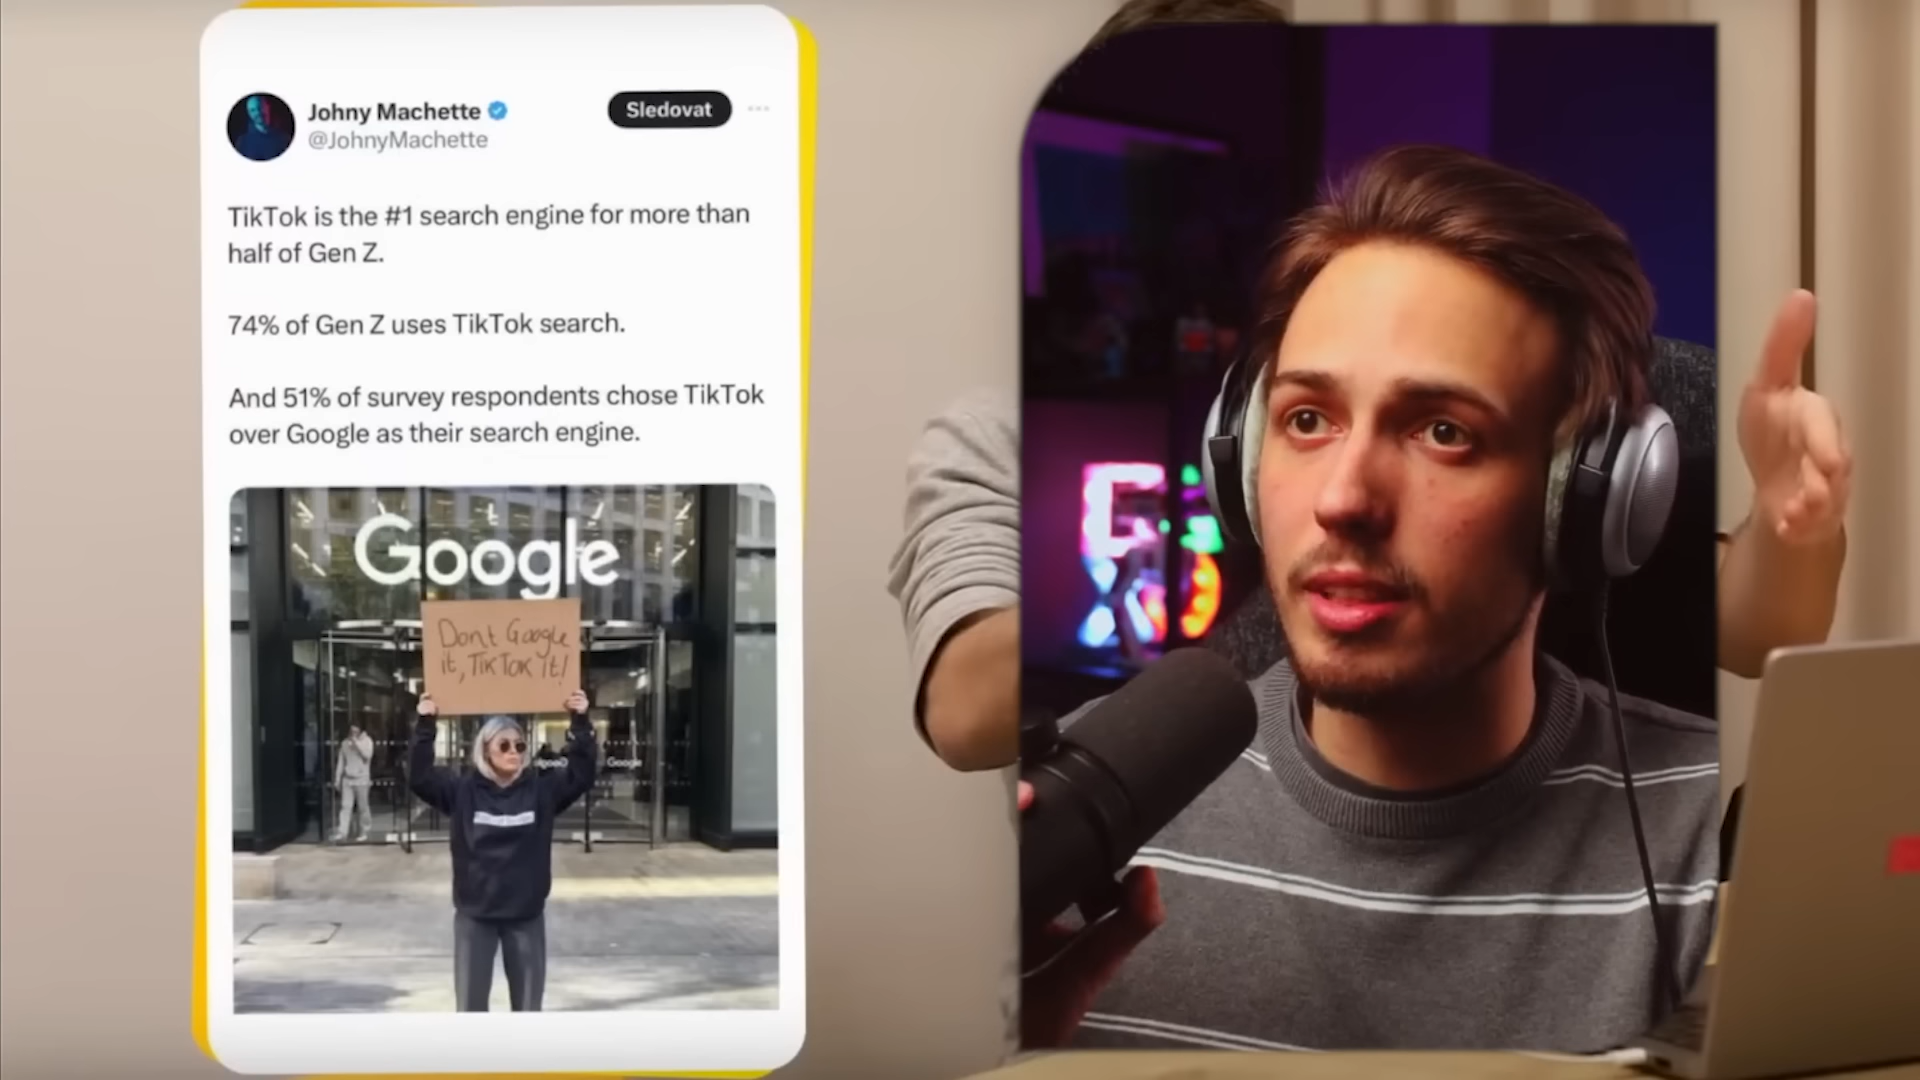 Johny Machette
Sledovat
@JohnyMachette
TikTok is the #1 search engine for more than
half of Gen Z.
74% of Gen Z uses TikTok search.
And 51% of survey respondents chose TikTok
over Google as their search engine.
Google
Dont Google
it, TikTok it!
Google